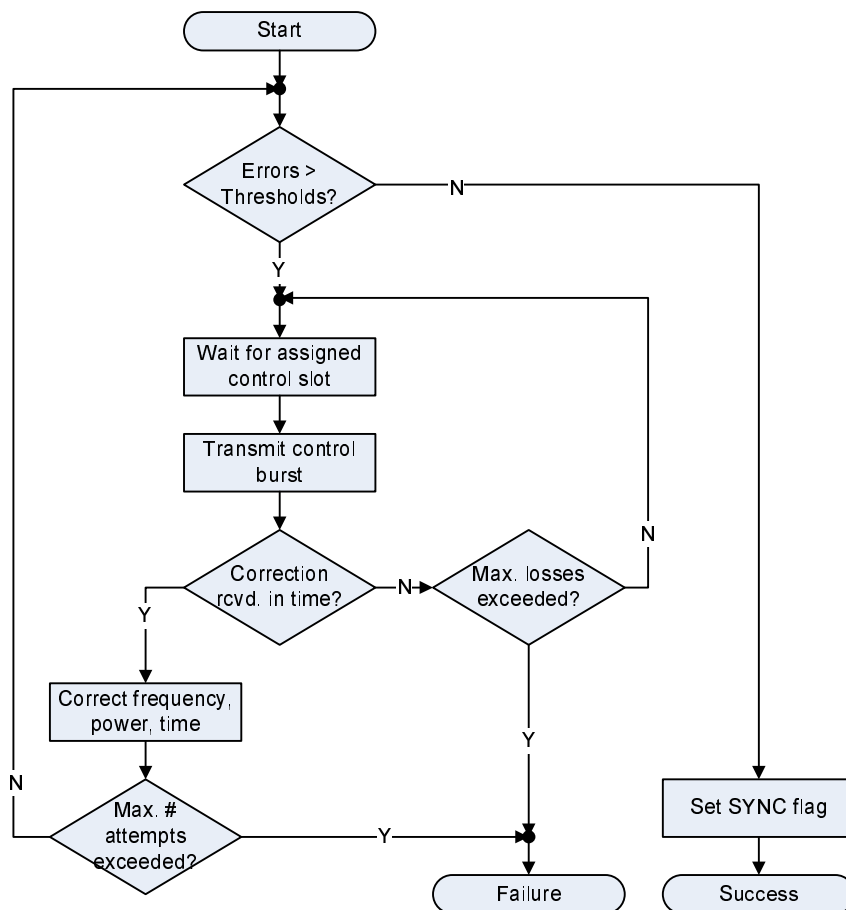 Start
Errors >
Thresholds?
N
Y
Wait for assigned
control slot
Transmit control
burst
N
Correction
rcvd. in time?
N
Max. losses
exceeded?
Y
Correct frequency,
power, time
Y
N
Max. #
attempts
exceeded?
Y
Set SYNC flag
Failure
Success